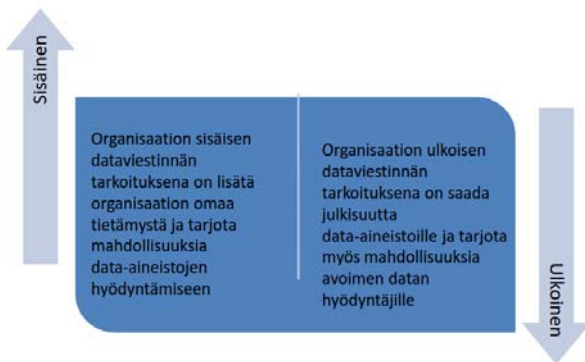 Sisäinen
Organisaation sisäisen
dataviestinnän
tarkoituksena on lisätä
organisaation omaa
tietämystä ja tarjota
mahdollisuuksia
data-aineistojen
hyödyntämiseen
Organisaation ulkoisen
dataviestinnän
tarkoituksena on saada
julkisuutta
data-aineistoille ja tarjota
myös mahdollisuuksia
avoimen datan
hyödyntäjille
Ulkoinen